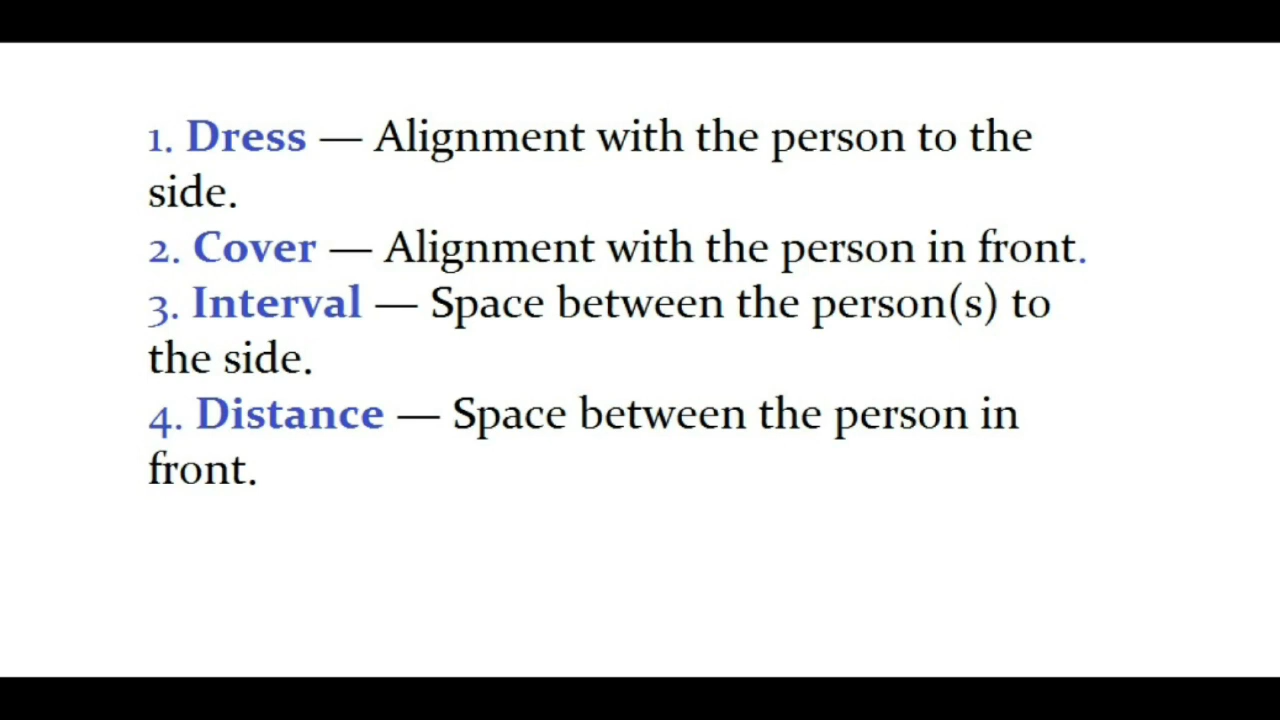 1. Dress — Alignment with the person to the
side.
2. Cover — Alignment with the person in front.
3. Interval — Space between the person(s) to
the side.
4. Distance — Space between the person in
front.